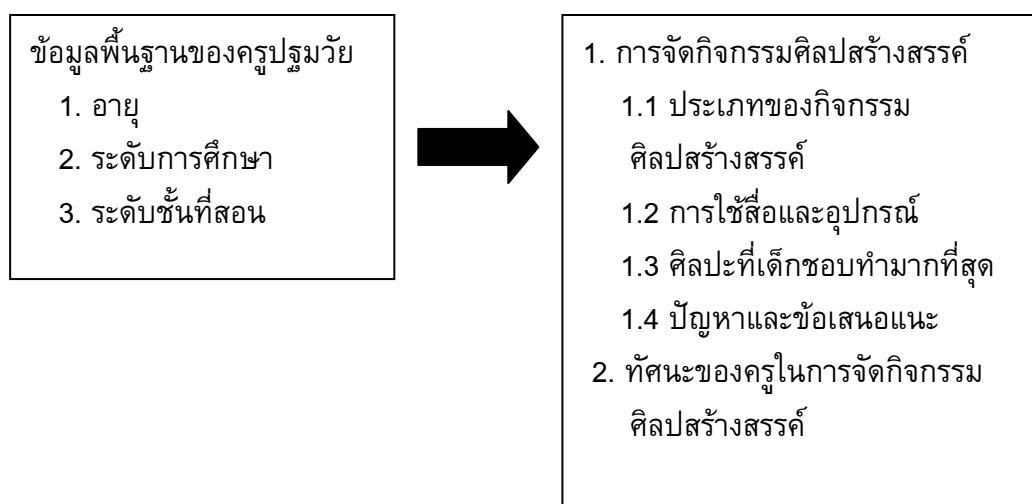 ข้อมูลพื้นฐานของครูปฐมวัย
1. อายุ
2. ระดับการศึกษา
3. ระดับชั้นที่สอน
1. การจัดกิจกรรมศิลปสร้างสรรค์
1.1 ประเภทของกิจกรรม
ศิลปสร้างสรรค์
1.2 การใช้สื่อและอุปกรณ์
1.3 ศิลปะที่เด็กชอบทำมากที่สุด
1.4 ปัญหาและข้อเสนอแนะ
2. ทัศนะของครูในการจัดกิจกรรม
ศิลปสร้างสรรค์